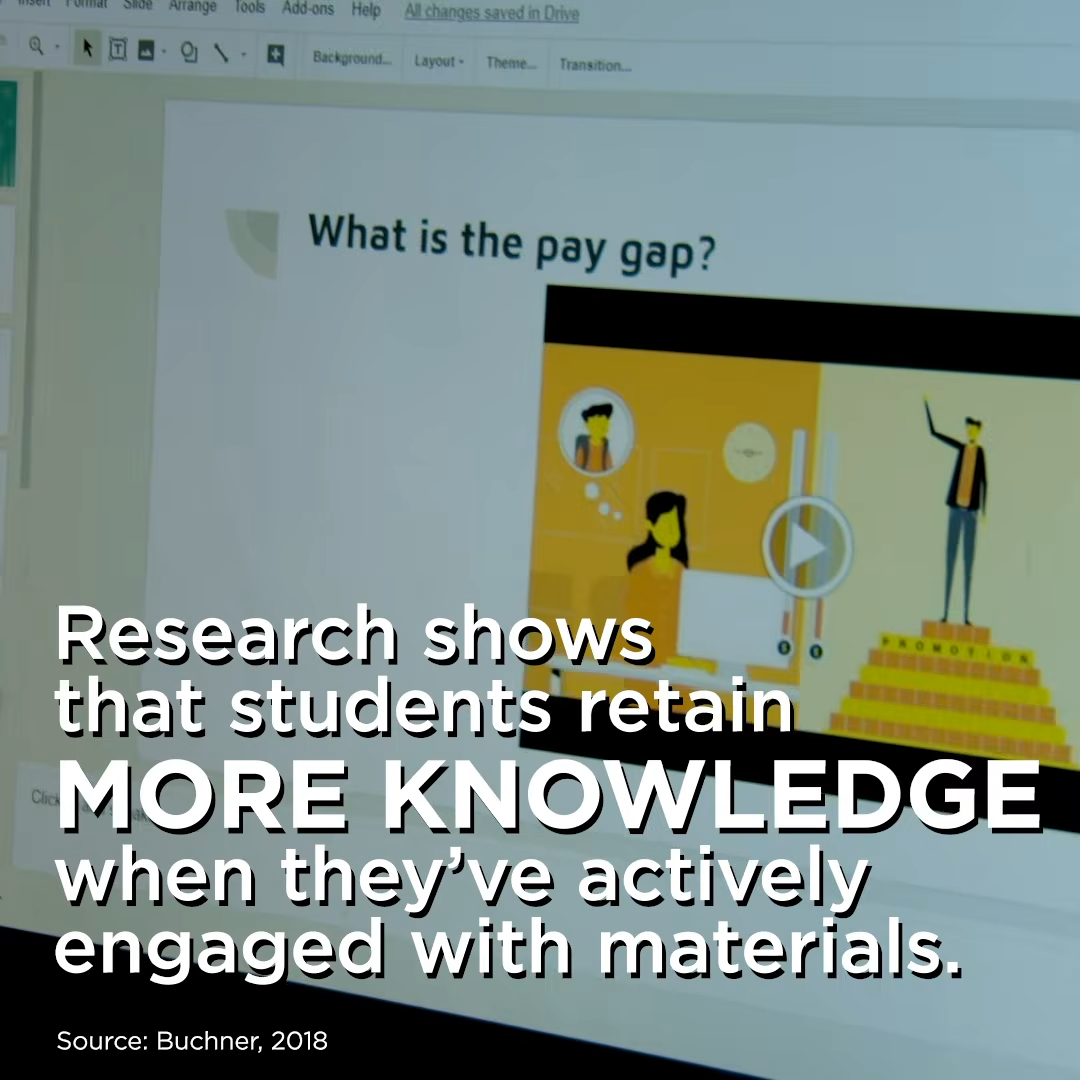 Insert Format Slide Arrange Tools Add-ons Help All changes saved in Drive
Background... Layout Theme... Transition...
What is the pay gap?
PROMOTION
Research shows
that students retain
MORE KNOWLEDGE
Click
when they've actively
engaged with materials.
Source: Buchner, 2018